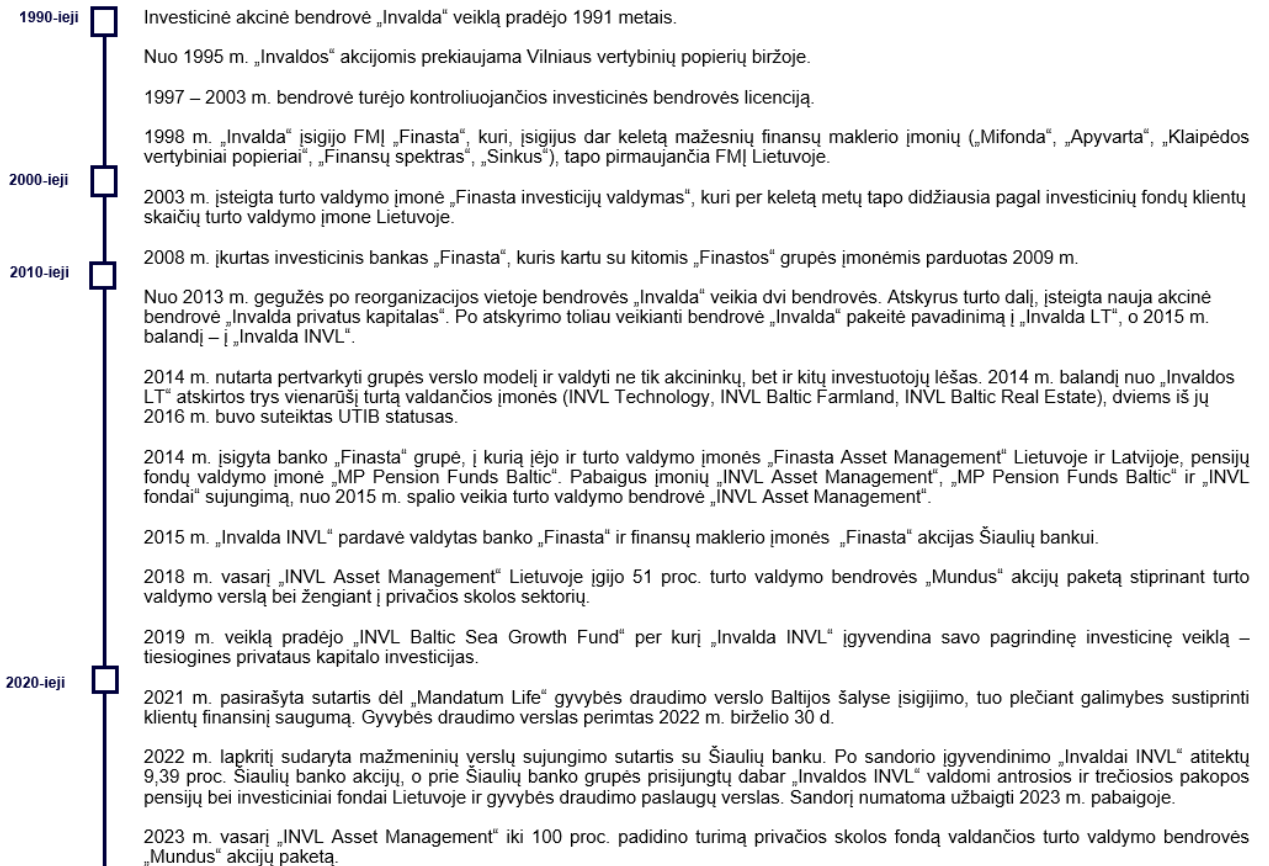 1990-ieji
Investicinė akcinė bendrovė „Invalda“ veiklą pradėjo 1991 metais.
Nuo 1995 m. „Invaldos“ akcijomis prekiaujama Vilniaus vertybinių popierių biržoje.
1997 – 2003 m. bendrovė turėjo kontroliuojančios investicinės bendrovės licenciją.
1998 m. „Invalda“ įsigijo FMĮ „Finasta“, kuri, įsigijus dar keletą mažesnių finansų maklerio įmonių („Mifonda“, „Apyvarta“, „Klaipėdos
vertybiniai popieriai“, „Finansų spektras“, „Sinkus“), tapo pirmaujančia FMĮ Lietuvoje.
2000-ieji
2003 m. įsteigta turto valdymo įmonė „Finasta investicijų valdymas“, kuri per keletą metų tapo didžiausia pagal investicinių fondų klientų
skaičių turto valdymo įmone Lietuvoje.
2008 m. įkurtas investicinis bankas „Finasta“, kuris kartu su kitomis „Finastos“ grupės įmonėmis parduotas 2009 m.
2010-ieji
Nuo 2013 m. gegužės po reorganizacijos vietoje bendrovės „Invalda“ veikia dvi bendrovės. Atskyrus turto dalį, įsteigta nauja akcinė
bendrovė „Invalda privatus kapitalas“. Po atskyrimo toliau veikianti bendrovė „Invalda“ pakeitė pavadinimą į „Invalda LT“, o 2015 m.
balandį – į „Invalda INVL“.
2014 m. nutarta pertvarkyti grupės verslo modelį ir valdyti ne tik akcininkų, bet ir kitų investuotojų lėšas. 2014 m. balandį nuo „Invaldos
LT“ atskirtos trys vienarūšį turtą valdančios įmonės (INVL Technology, INVL Baltic Farmland, INVL Baltic Real Estate), dviems iš jų
2016 m. buvo suteiktas UTIB statusas.
2014 m. įsigyta banko „Finasta“ grupė, į kurią įėjo ir turto valdymo įmonės „Finasta Asset Management“ Lietuvoje ir Latvijoje, pensijų
fondų valdymo įmonė „MP Pension Funds Baltic“. Pabaigus įmonių „INVL Asset Management“, „MP Pension Funds Baltic“ ir „INVL
fondai“ sujungimą, nuo 2015 m. spalio veikia turto valdymo bendrovė „INVL Asset Management“.
2015 m. „Invalda INVL“ pardavė valdytas banko „Finasta“ ir finansų maklerio įmonės „Finasta“ akcijas Šiaulių bankui.
2018 m. vasarį „INVL Asset Management“ Lietuvoje įgijo 51 proc. turto valdymo bendrovės „Mundus“ akcijų paketą stiprinant turto
valdymo verslą bei žengiant į privačios skolos sektorių.
2019 m. veiklą pradėjo „INVL Baltic Sea Growth Fund“ per kurį „Invalda INVL“ įgyvendina savo pagrindinę investicinę veiklą –
tiesiogines privataus kapitalo investicijas.
2020-ieji
2021 m. pasirašyta sutartis dėl „Mandatum Life“ gyvybės draudimo verslo Baltijos šalyse įsigijimo, tuo plečiant galimybes sustiprinti
klientų finansinį saugumą. Gyvybės draudimo verslas perimtas 2022 m. birželio 30 d.
2022 m. lapkritį sudaryta mažmeninių verslų sujungimo sutartis su Šiaulių banku. Po sandorio įgyvendinimo „Invaldai INVL“ atitektų
9,39 proc. Šiaulių banko akcijų, o prie Šiaulių banko grupės prisijungtų dabar „Invaldos INVL“ valdomi antrosios ir trečiosios pakopos
pensijų bei investiciniai fondai Lietuvoje ir gyvybės draudimo paslaugų verslas. Sandorį numatoma užbaigti 2023 m. pabaigoje.
2023 m. vasarį „INVL Asset Management“ iki 100 proc. padidino turimą privačios skolos fondą valdančios turto valdymo bendrovės
„Mundus“ akcijų paketą.